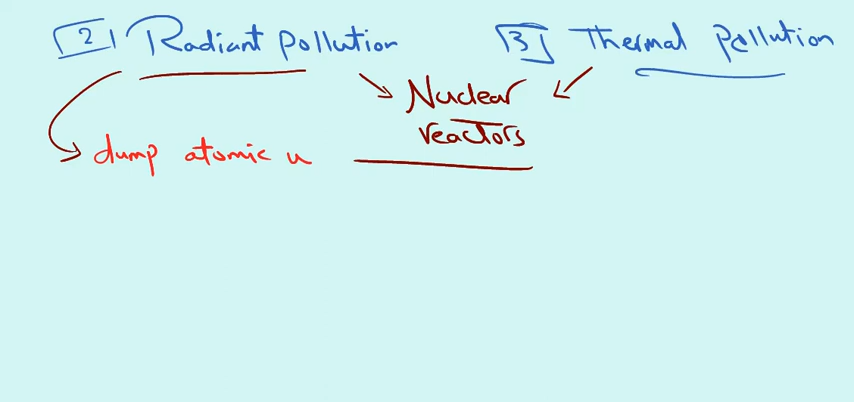 [2] Radiant Pollution
[3] Thermal Pollution
Nuclear
reactors
dump atomic u